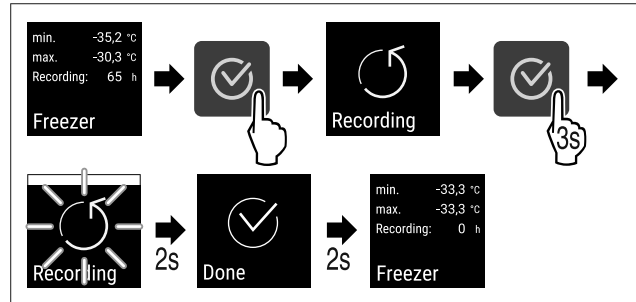 min. -35,2 °C
max. -30,3 °C
Recording: 65 h
Freezer
Recording
3s
Recording
2s
Done
2s
min. -33,3 °C
max. -33,3 °C
Recording: 0 h
Freezer